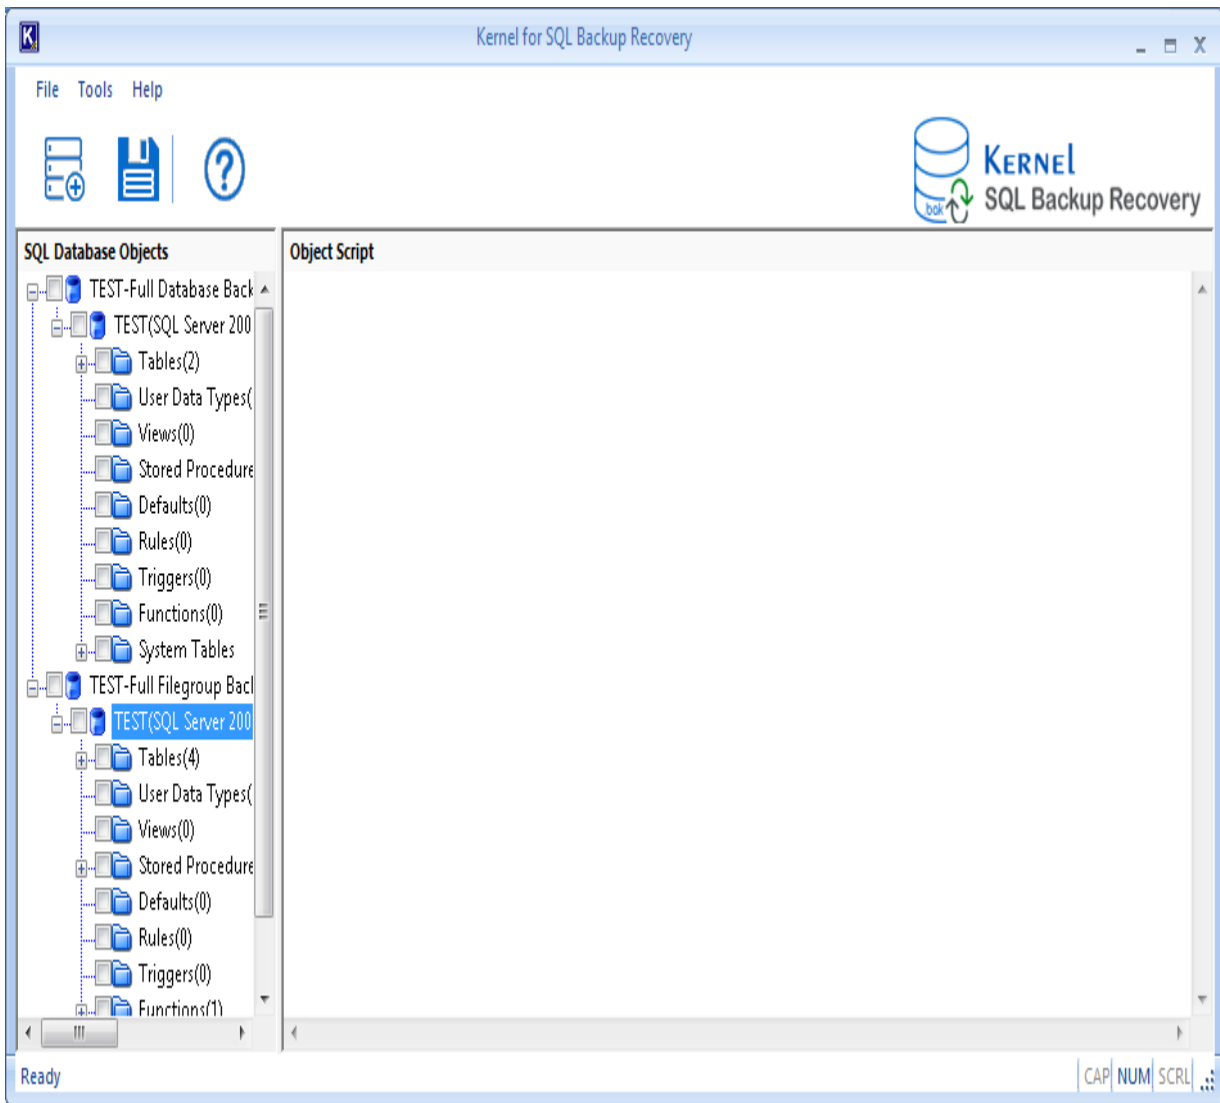 Kernel for SQL Backup Recovery
File Tools Help
KERNEL
SQL Backup Recovery
bak
SQL Database Objects
Object Script
TEST-Full Database Back
TEST(SQL Server 200
Tables(2)
User Data Types(
Views(0)
Stored Procedure
Defaults(0)
Rules(0)
Triggers(0)
Functions(0)
System Tables
TEST-Full Filegroup Bacl
TEST(SQL Server 200
Tables(4)
User Data Types(
Views(0)
Stored Procedure
Defaults(0)
Rules(0)
Triggers(0)
Functions(1)
Ready
CAP NUM SCRL